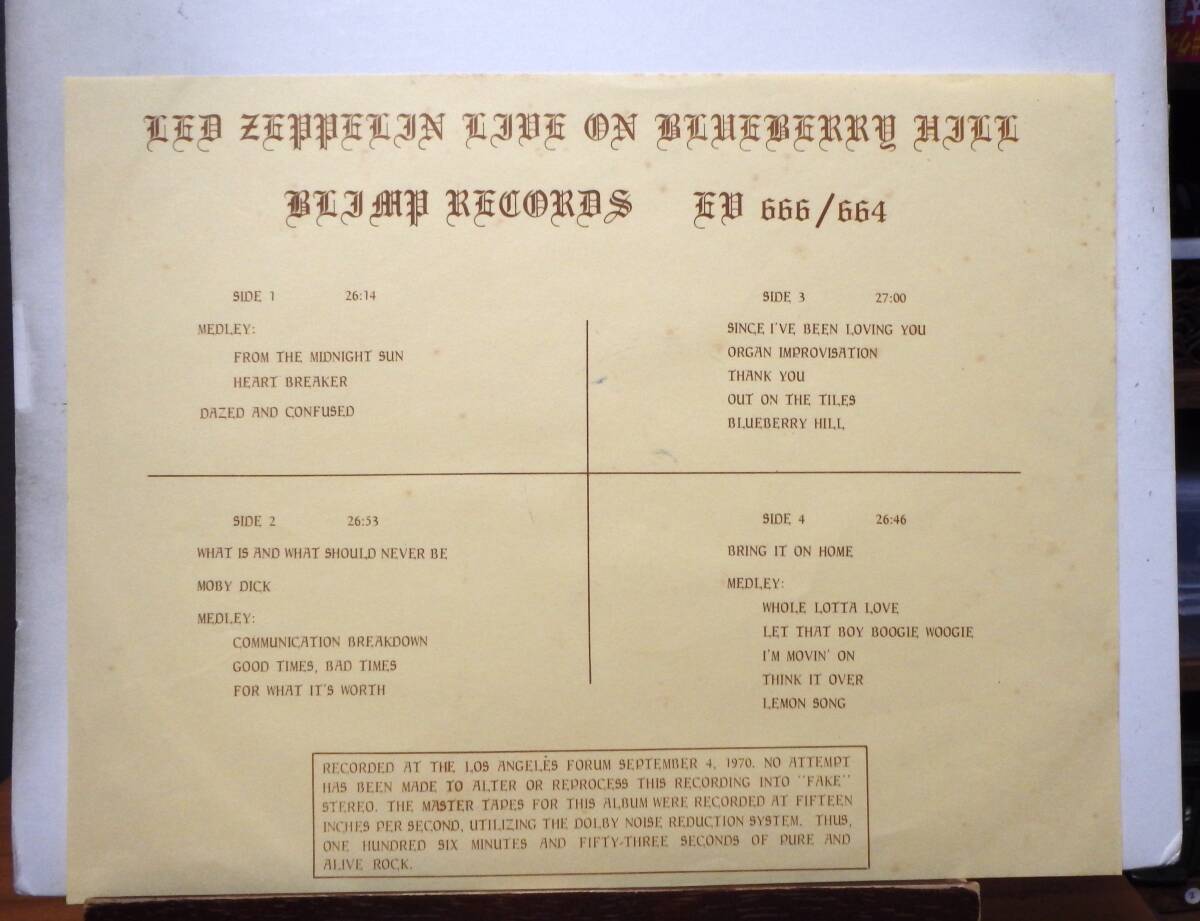 LED ZEPPELIN LIVE ON BLUEBERRY HILL
BLIMP RECORDS EV 666/664
SIDE 1 26:14
MEDLEY:
FROM THE MIDNIGHT SUN
HEART BREAKER
DAZED AND CONFUSED
SIDE 2 26:53
WHAT IS AND WHAT SHOULD NEVER BE
MOBY DICK
MEDLEY:
COMMUNICATION BREAKDOWN
GOOD TIMES, BAD TIMES
FOR WHAT IT'S WORTH
SIDE 3 27:00
SINCE I'VE BEEN LOVING YOU
ORGAN IMPROVISATION
THANK YOU
OUT ON THE TILES
BLUEBERRY HILL
SIDE 4 26:46
BRING IT ON HOME
MEDLEY:
WHOLE LOTTA LOVE
LET THAT BOY BOOGIE WOOGIE
I'M MOVIN' ON
THINK IT OVER
LEMON SONG
RECORDED AT THE LOS ANGELES FORUM SEPTEMBER 4, 1970. NO ATTEMPT
HAS BEEN MADE TO ALTER OR REPROCESS THIS RECORDING INTO "FAKE"
STEREO. THE MASTER TAPES FOR THIS ALBUM WERE RECORDED AT FIFTEEN
INCHES PER SECOND, UTILIZING THE DOLBY NOISE REDUCTION SYSTEM. THUS,
ONE HUNDRED SIX MINUTES AND FIFTY-THREE SECONDS OF PURE AND
ALIVE ROCK.